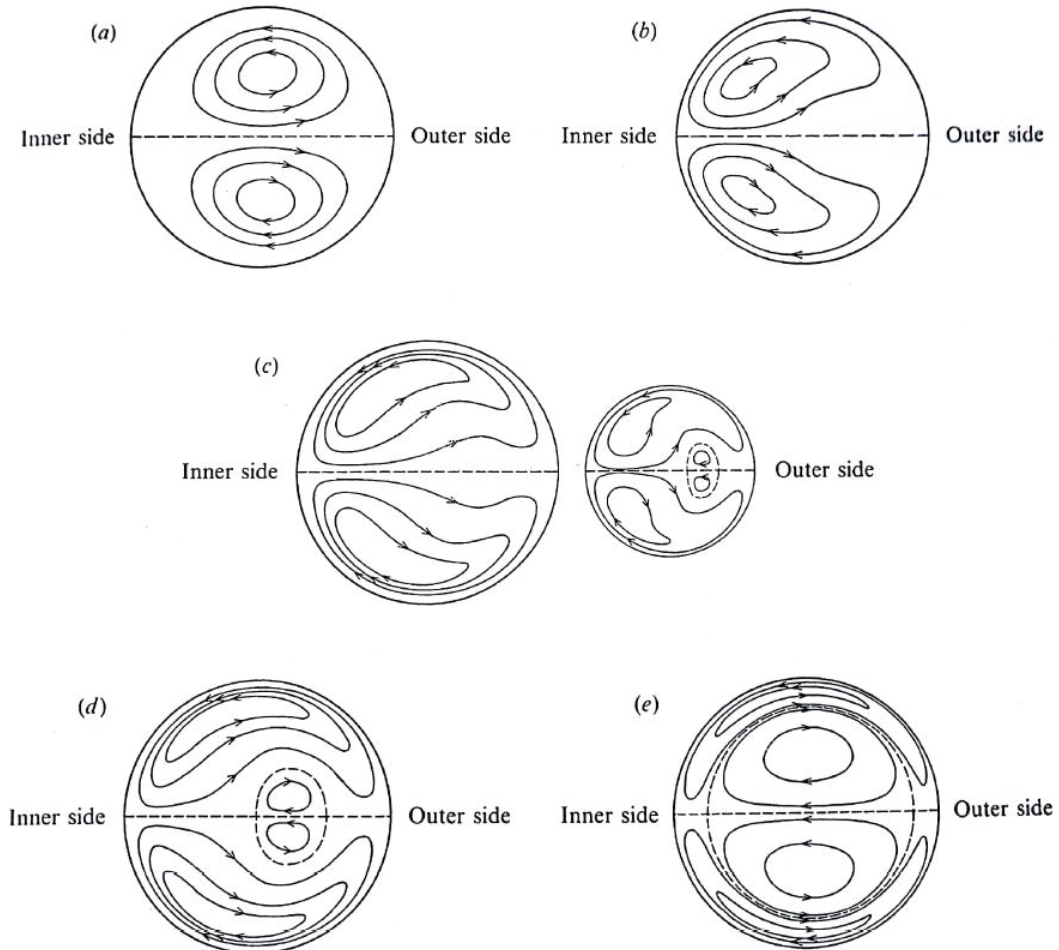 (a)
(b)
Inner side
Outer side
Inner side
Outer side
(c)
Inner side
Outer side
(d)
(e)
Inner side
Outer side
Inner side
Outer side